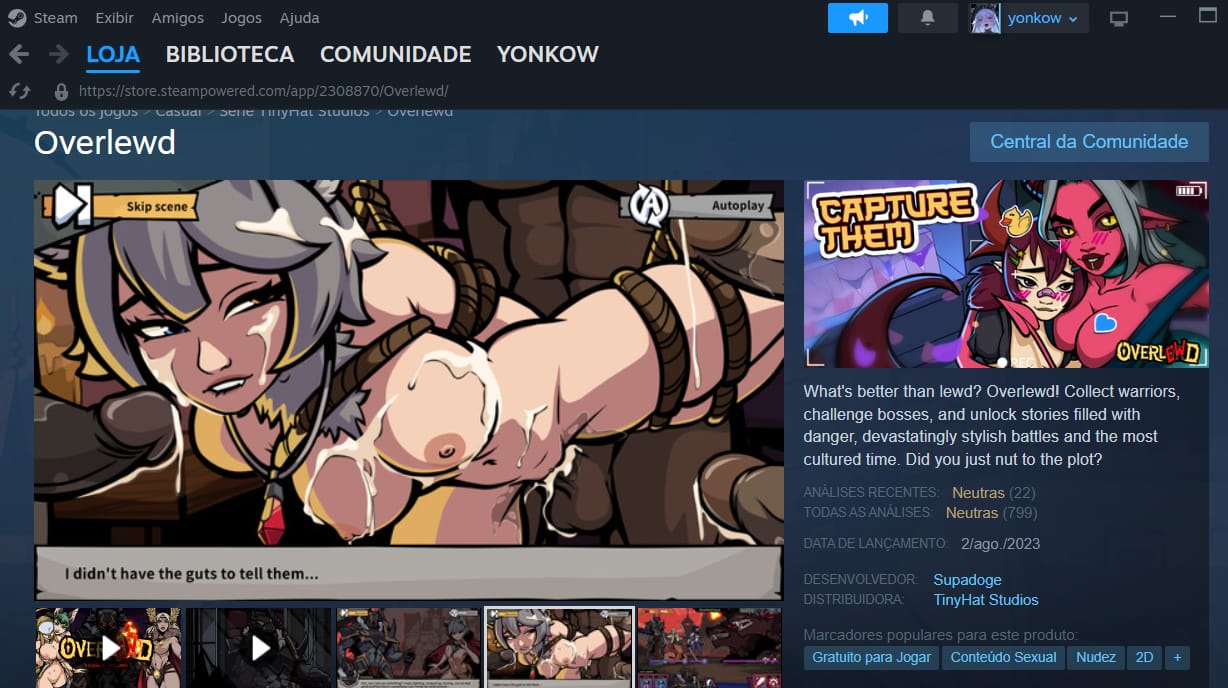 Steam Exibir Amigos Jogos Ajuda
yonkow
LOJA BIBLIOTECA COMUNIDADE YONKOW
https://store.steampowered.com/app/2308870/Overlewd/
Todos os jogos > Casual > Série TinyHat Studios > Overlewd
Overlewd
Central da Comunidade
Skip scene
Autoplay
I didn't have the guts to tell them...
CAPTURE
THEM
REC
OVERLEWD
What's better than lewd? Overlewd! Collect warriors,
challenge bosses, and unlock stories filled with
danger, devastatingly stylish battles and the most
cultured time. Did you just nut to the plot?
ANÁLISES RECENTES: Neutras (22)
TODAS AS ANÁLISES: Neutras (799)
DATA DE LANÇAMENTO: 2/ago./2023
DESENVOLVEDOR: Supadoge
DISTRIBUIDORA: TinyHat Studios
Marcadores populares para este produto:
Gratuito para Jogar Conteúdo Sexual Nudez 2D +